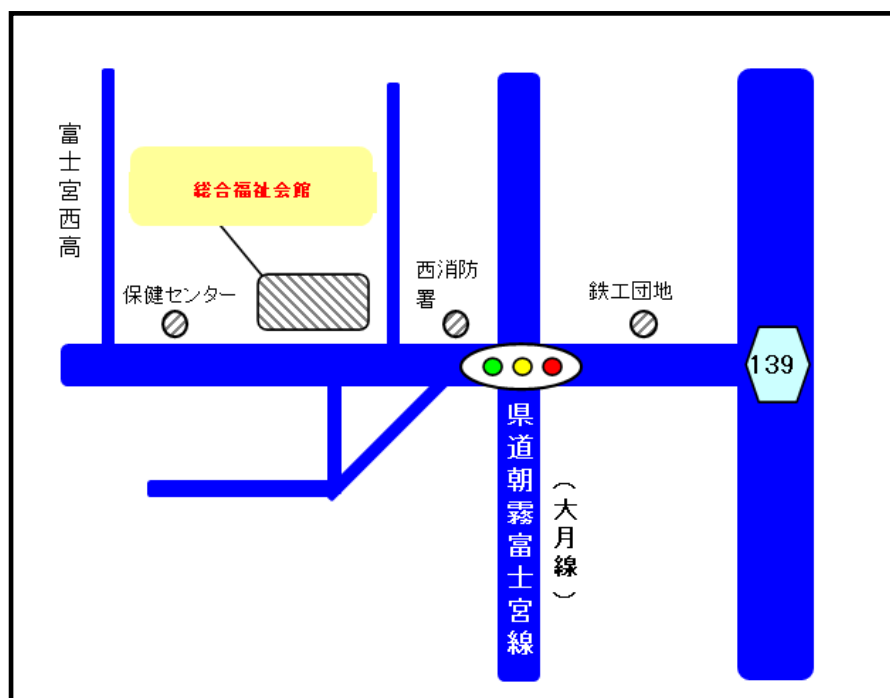 富士宮西高
総合福祉会館
保健センター
西消防
署
鉄工団地
139
県道朝霧富士宮線
（大月線）